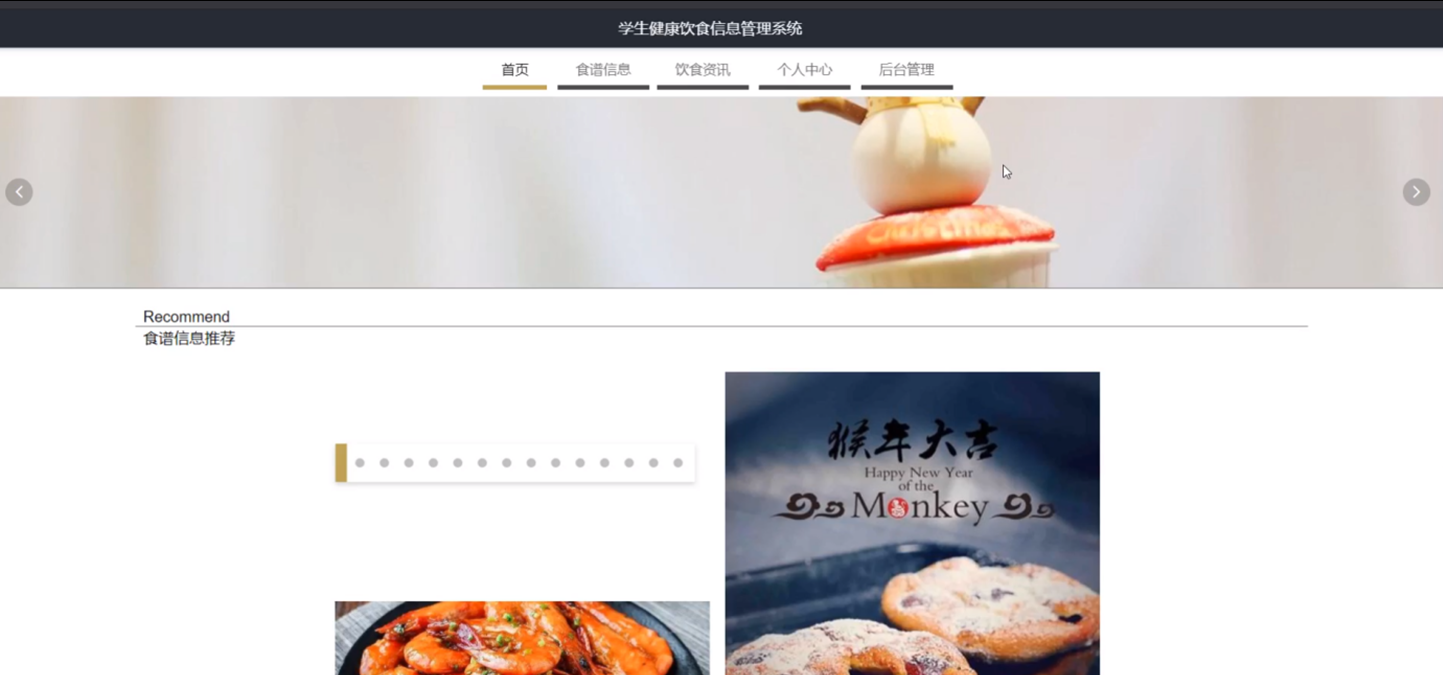 学生健康饮食信息管理系统
首页 食谱信息 饮食资讯 个人中心 后台管理
Christmas
Recommend
食谱信息推荐
猴年大吉
Happy New Year
of the
Monkey